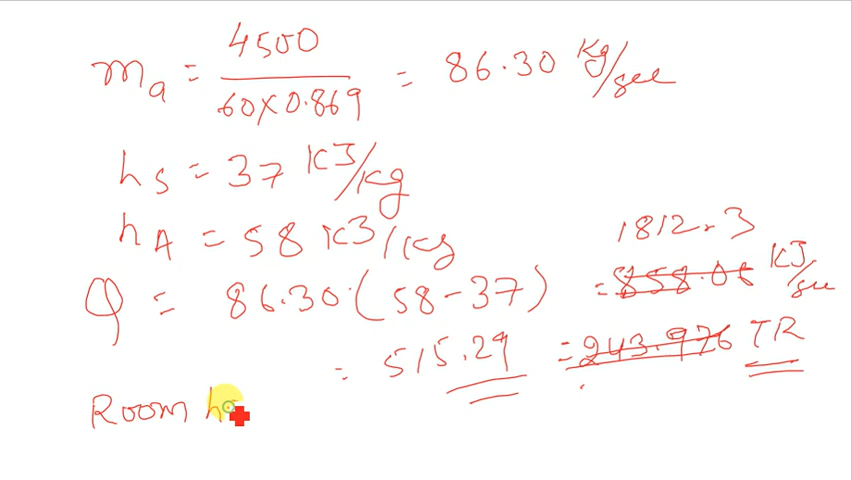 ma = 4500 / 60×0.869 = 86.30 Kg/sec
hs = 37 KJ/Kg
hA = 58 KJ/Kg
1812.3
Q = 86.30 (58-37) = 858.06 KJ/sec
= 515.29 = 243.926 TR
Room h